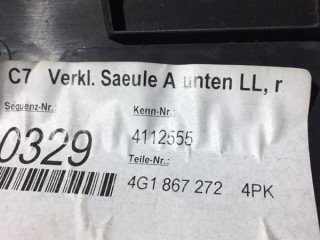 C7 Verkl. Saeule A unten LL, r
Sequenz-Nr.: Kenn-Nr.:
0329 4112555
Teile-Nr.:
4G1 867 272 4PK